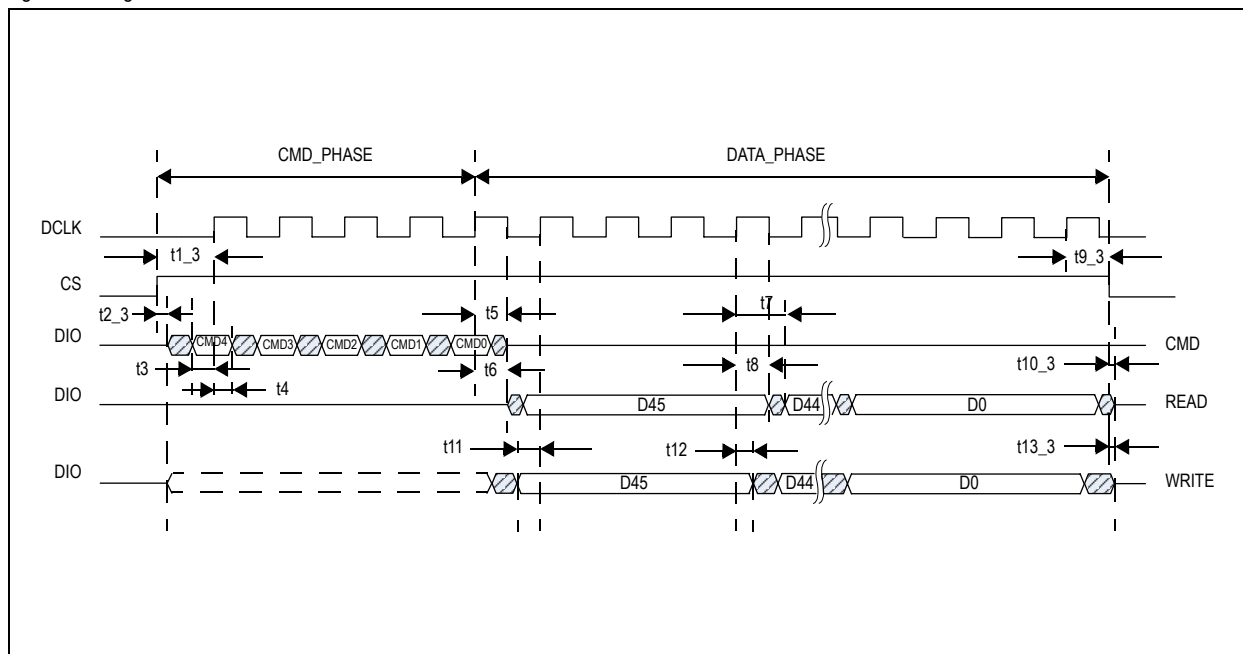 CMD_PHASE DATA_PHASE
DCLK
t1_3 t9_3
CS
t2_3 t5 t7
DIO CMD4 CMD3 CMD2 CMD1 CMD0 CMD
t3 t4 t6 t8 t10_3
DIO D45 D44 D0 READ
t11 t12 t13_3
DIO D45 D44 D0 WRITE